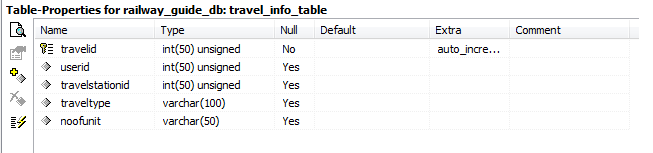 Table-Properties for railway_guide_db: travel_info_table
Name Type Null Default Extra Comment
travelid int(50) unsigned No auto_incre...
userid int(50) unsigned Yes
travelstationid int(50) unsigned Yes
traveltype varchar(100) Yes
noofunit varchar(50) Yes